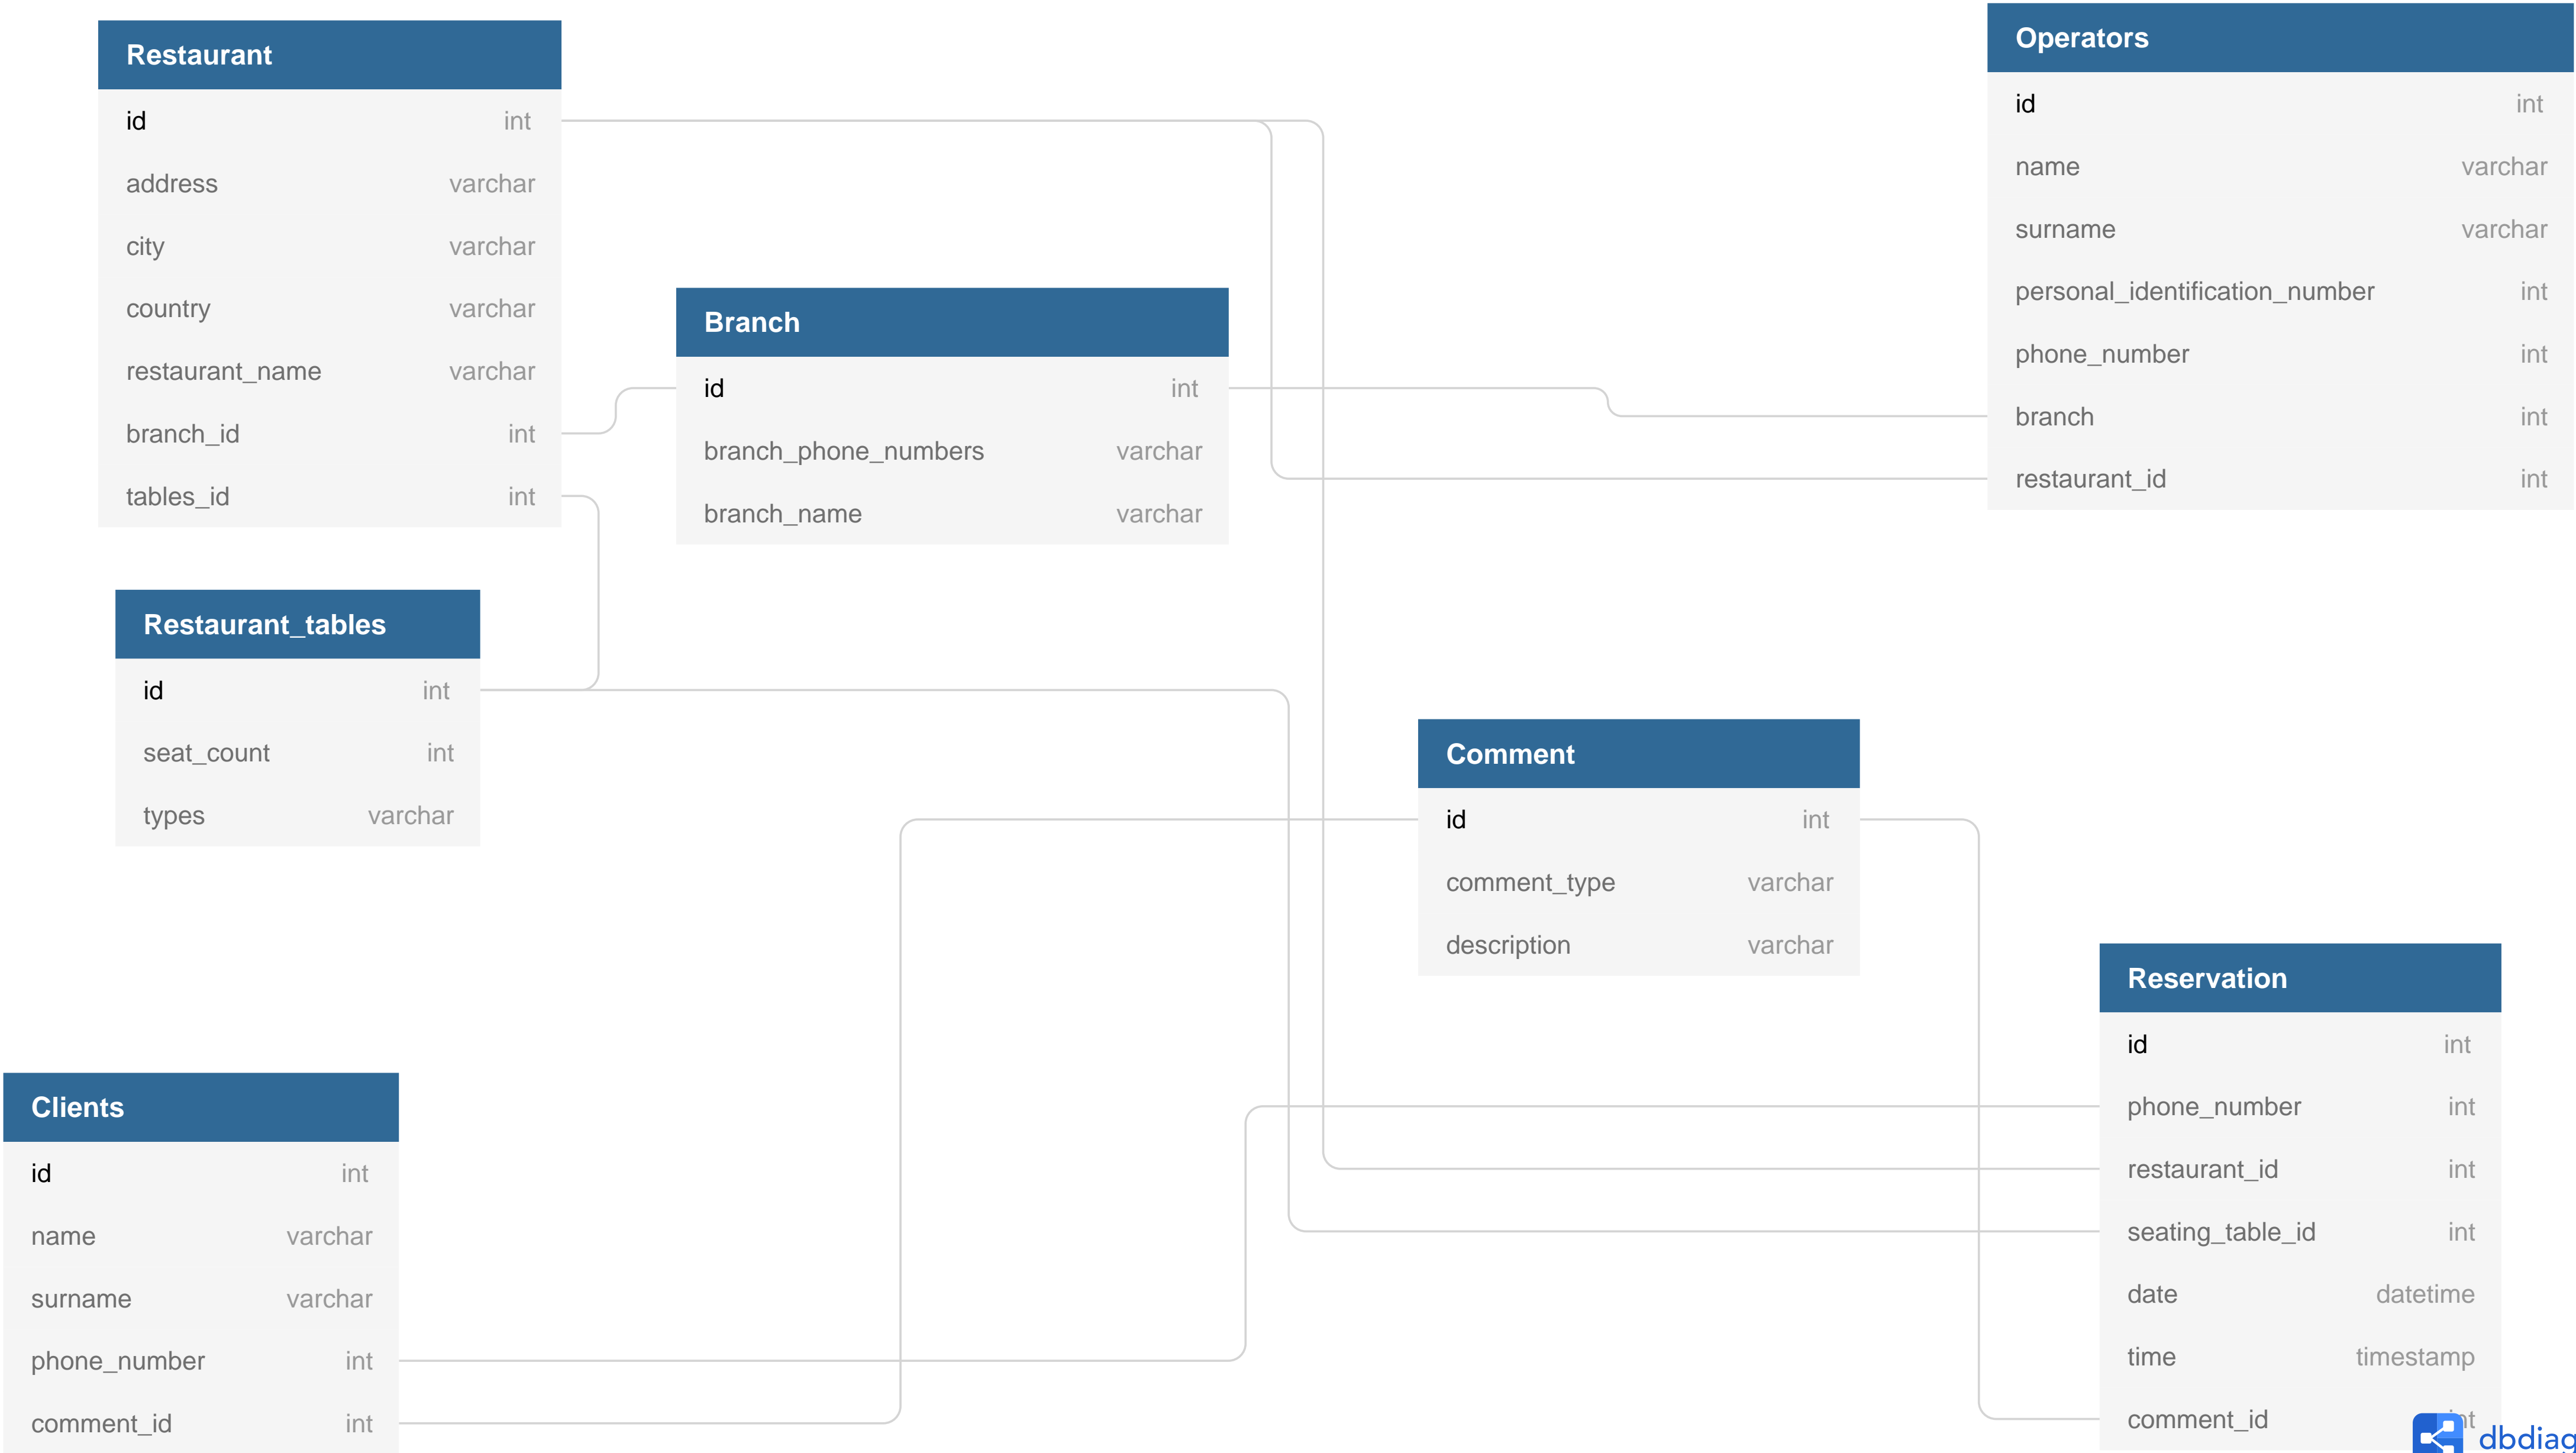 Restaurant
id int
address varchar
city varchar
country varchar
restaurant_name varchar
branch_id int
tables_id int
Operators
id int
name varchar
surname varchar
personal_identification_number int
phone_number int
branch int
restaurant_id int
Branch
id int
branch_phone_numbers varchar
branch_name varchar
Restaurant_tables
id int
seat_count int
types varchar
Comment
id int
comment_type varchar
description varchar
Reservation
id int
phone_number int
restaurant_id int
seating_table_id int
date datetime
time timestamp
comment_id
Clients
id int
name varchar
surname varchar
phone_number int
comment_id int